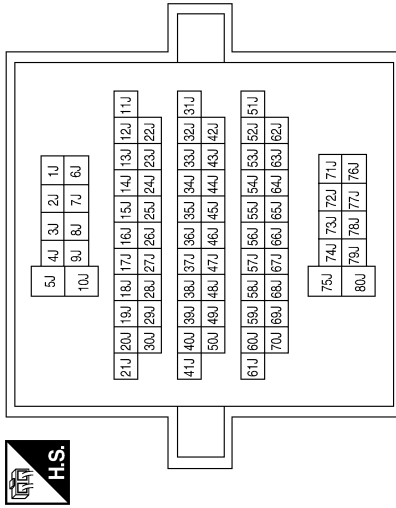 H.S.
5J 4J 3J 2J 1J
10J 9J 8J 7J 6J
21J 20J 19J 18J 17J 16J 15J 14J 13J 12J 11J
30J 29J 28J 27J 26J 25J 24J 23J 22J
41J 40J 39J 38J 37J 36J 35J 34J 33J 32J 31J
50J 49J 48J 47J 46J 45J 44J 43J 42J
61J 60J 59J 58J 57J 56J 55J 54J 53J 52J 51J
70J 69J 68J 67J 66J 65J 64J 63J 62J
75J 74J 73J 72J 71J
80J 79J 78J 77J 76J